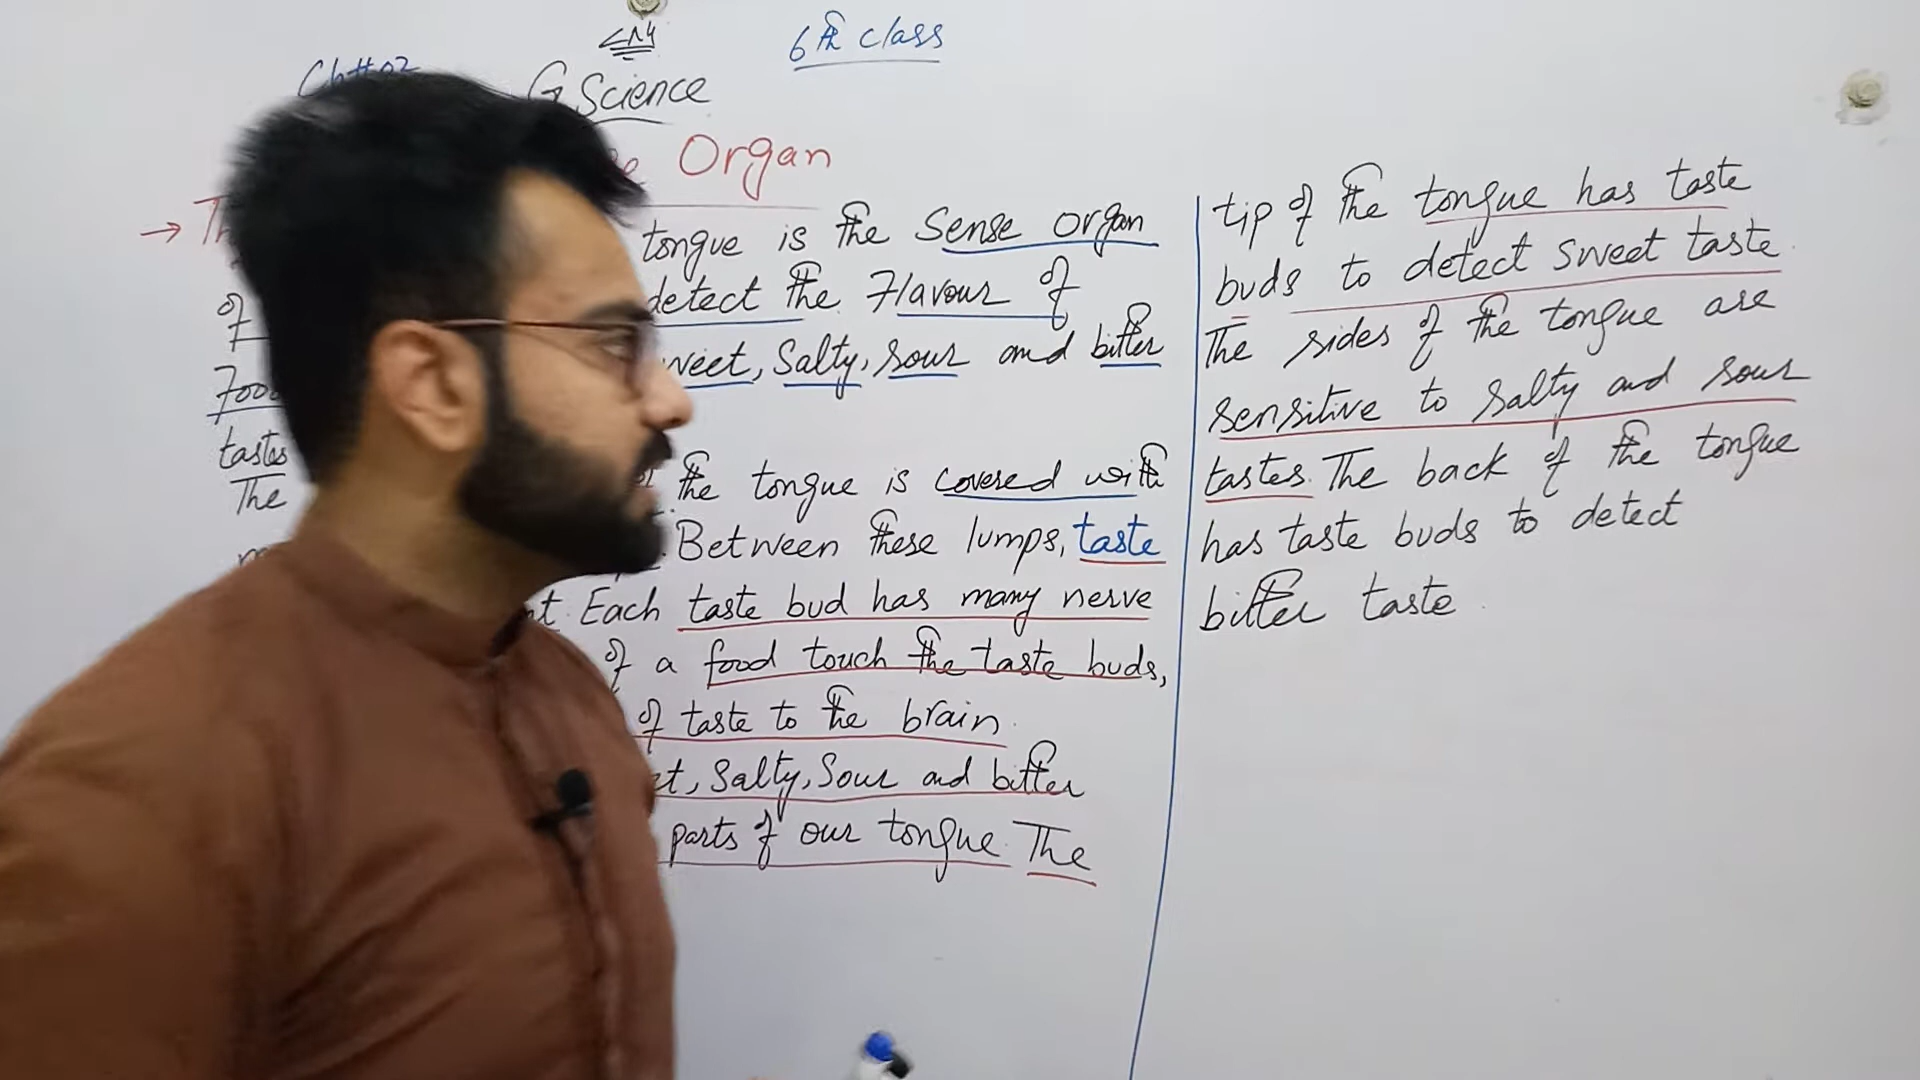 6th class
G.Science
Organ
tongue is the Sense Organ
of detect the Flavour of
Food sweet, Salty, sour and bitter
tastes
The the tongue is covered with
Between these lumps, taste
Each taste bud has many nerve
of a food touch the taste buds,
of taste to the brain.
Salty, Sour and bitter
parts of our tongue. The
tip of the tongue has taste
buds to detect sweet taste.
The sides of the tongue are
sensitive to salty and sour
tastes. The back of the tongue
has taste buds to detect
bitter taste.